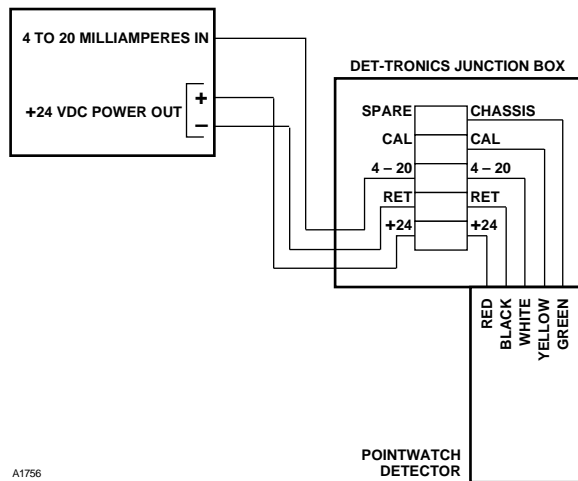 4 TO 20 MILLIAMPERES IN
+24 VDC POWER OUT
+
–
DET-TRONICS JUNCTION BOX
SPARE
CHASSIS
CAL
CAL
4 – 20
4 – 20
RET
RET
+24
+24
RED
BLACK
WHITE
YELLOW
GREEN
POINTWATCH
DETECTOR
A1756